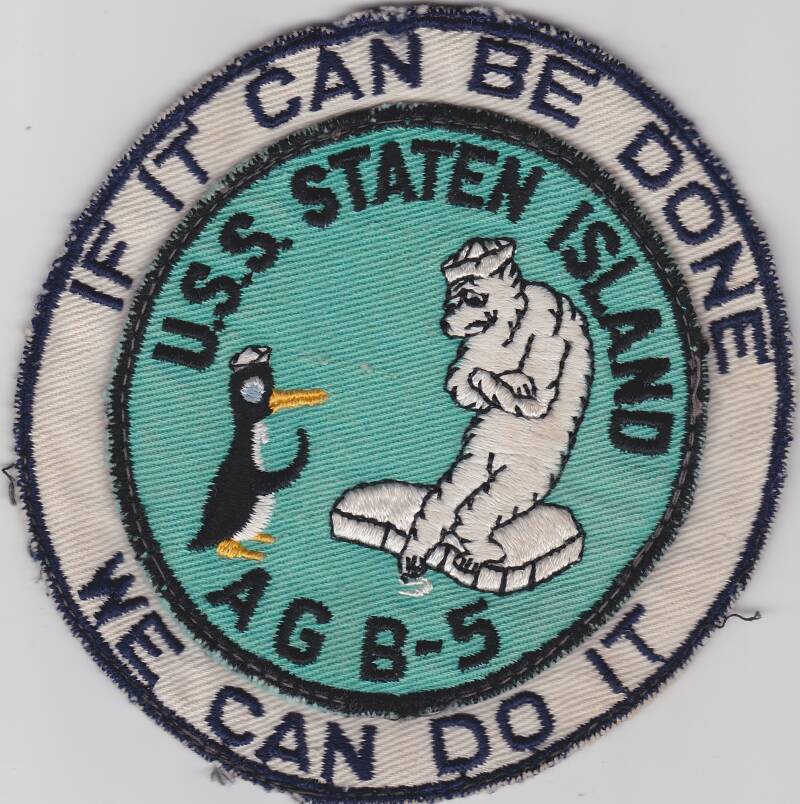 IF IT CAN BE DONE
U.S.S. STATEN ISLAND
AGB-5
WE CAN DO IT